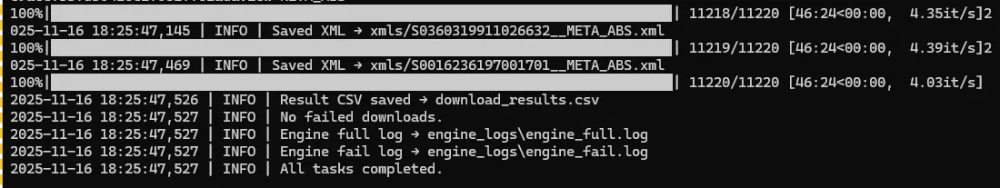 100%| | 11218/11220 [46:24<00:00, 4.35it/s]2
025-11-16 18:25:47,145 | INFO | Saved XML → xmls/S0360319911026632__META_ABS.xml
100%| | 11219/11220 [46:24<00:00, 4.39it/s]2
025-11-16 18:25:47,469 | INFO | Saved XML → xmls/S0016236197001701__META_ABS.xml
100%| | 11220/11220 [46:24<00:00, 4.03it/s]
2025-11-16 18:25:47,526 | INFO | Result CSV saved → download_results.csv
2025-11-16 18:25:47,527 | INFO | No failed downloads.
2025-11-16 18:25:47,527 | INFO | Engine full log → engine_logs\engine_full.log
2025-11-16 18:25:47,527 | INFO | Engine fail log → engine_logs\engine_fail.log
2025-11-16 18:25:47,527 | INFO | All tasks completed.